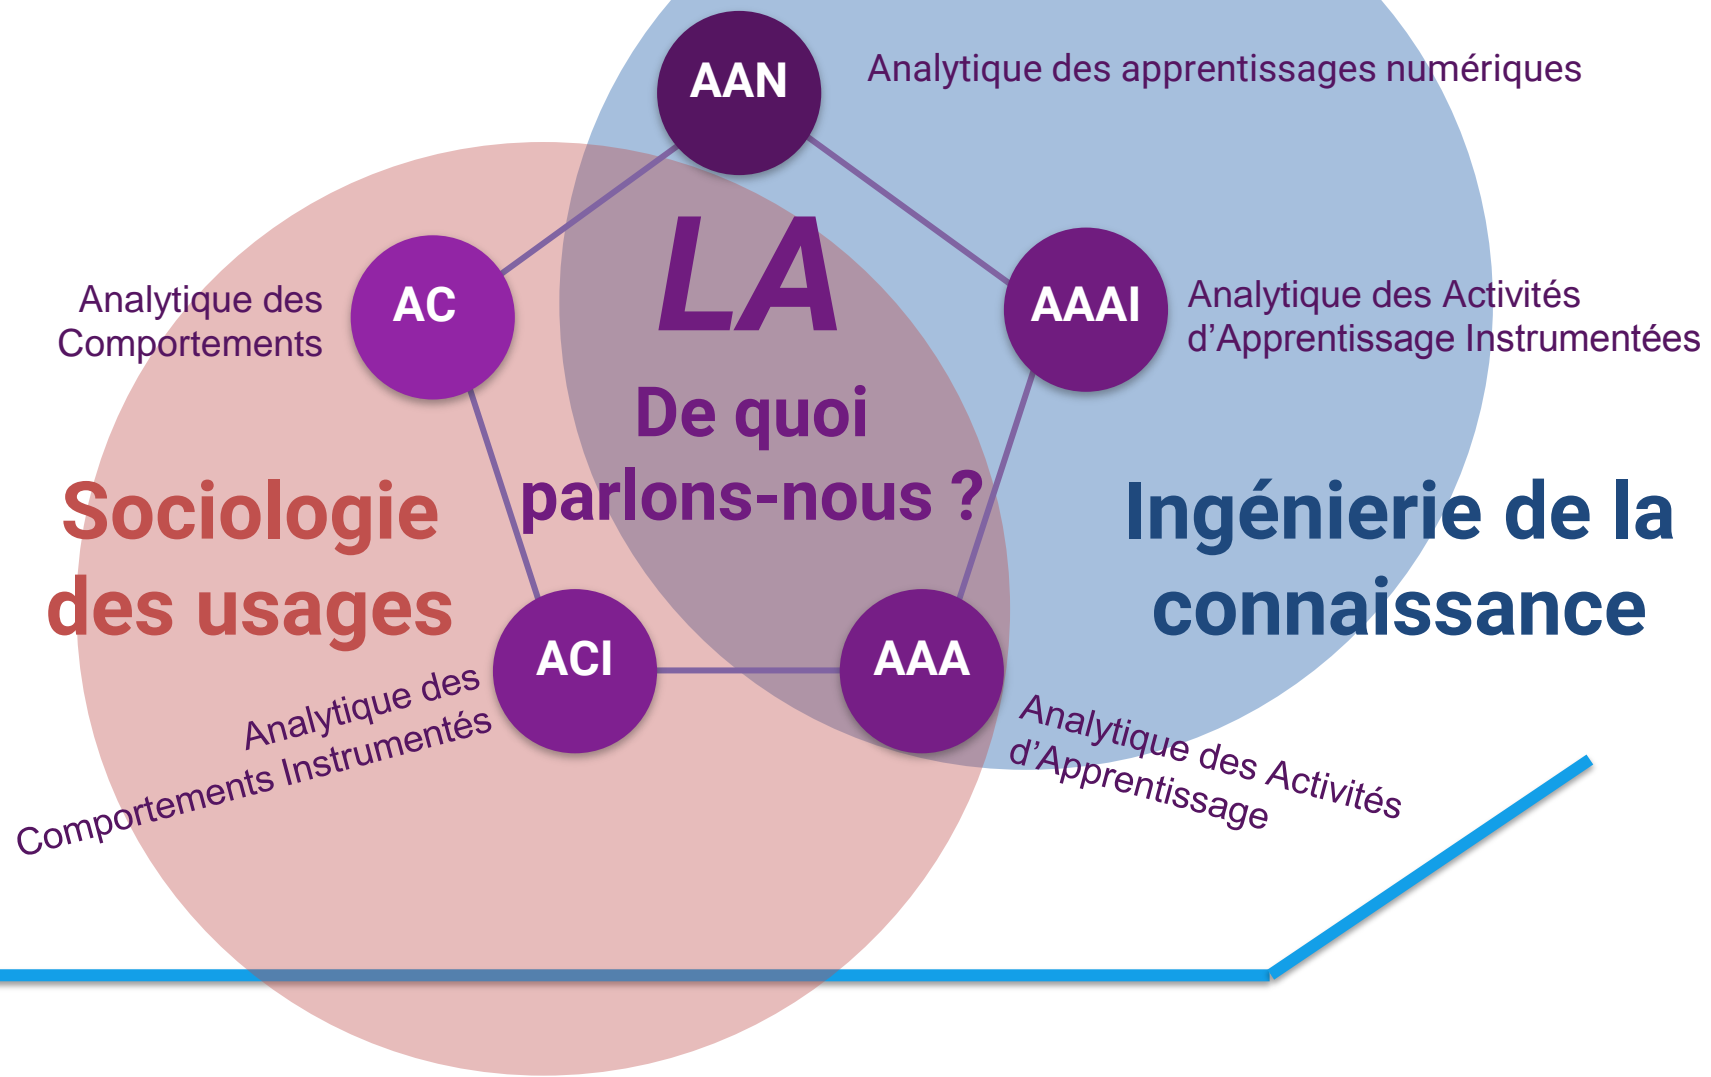 AAN
Analytique des apprentissages numériques
LA
AC
Analytique des
Comportements
AAAI
Analytique des Activités
d’Apprentissage Instrumentées
De quoi
parlons-nous ?
Sociologie
des usages
Ingénierie de la
connaissance
ACI
Analytique des
Comportements Instrumentés
AAA
Analytique des Activités
d’Apprentissage